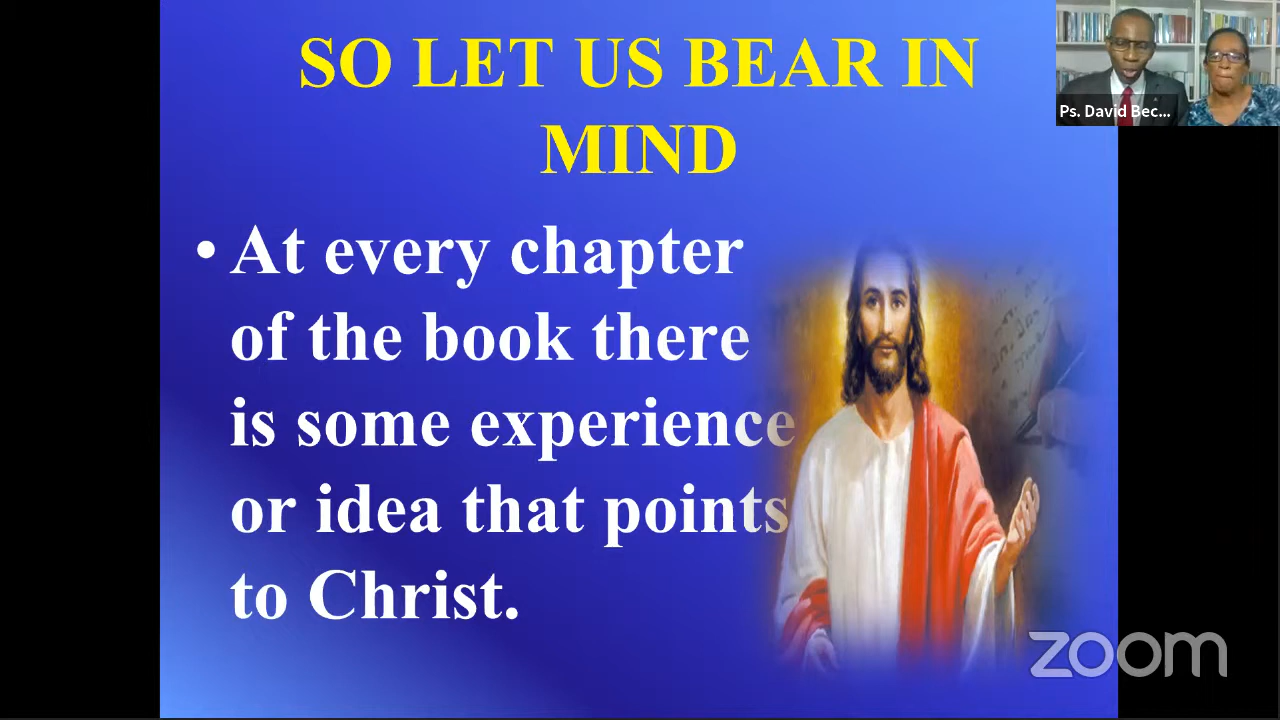 SO LET US BEAR IN
MIND
Ps. David Bec...
• At every chapter
of the book there
is some experience
or idea that points
to Christ.
zoom